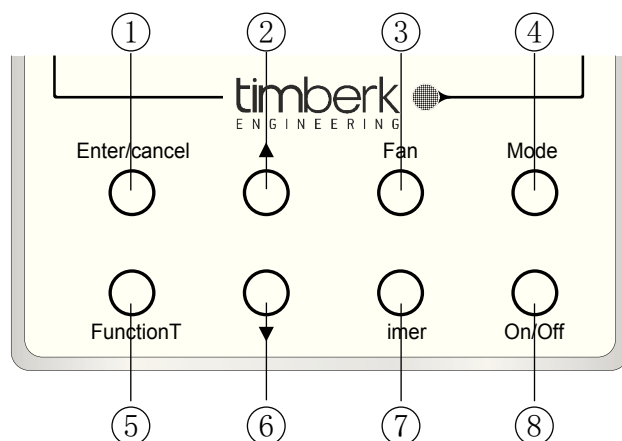 ① ② ③ ④
timberk
ENGINEERING
Enter/cancel ▲ Fan Mode
FunctionT ▼ imer On/Off
⑤ ⑥ ⑦ ⑧